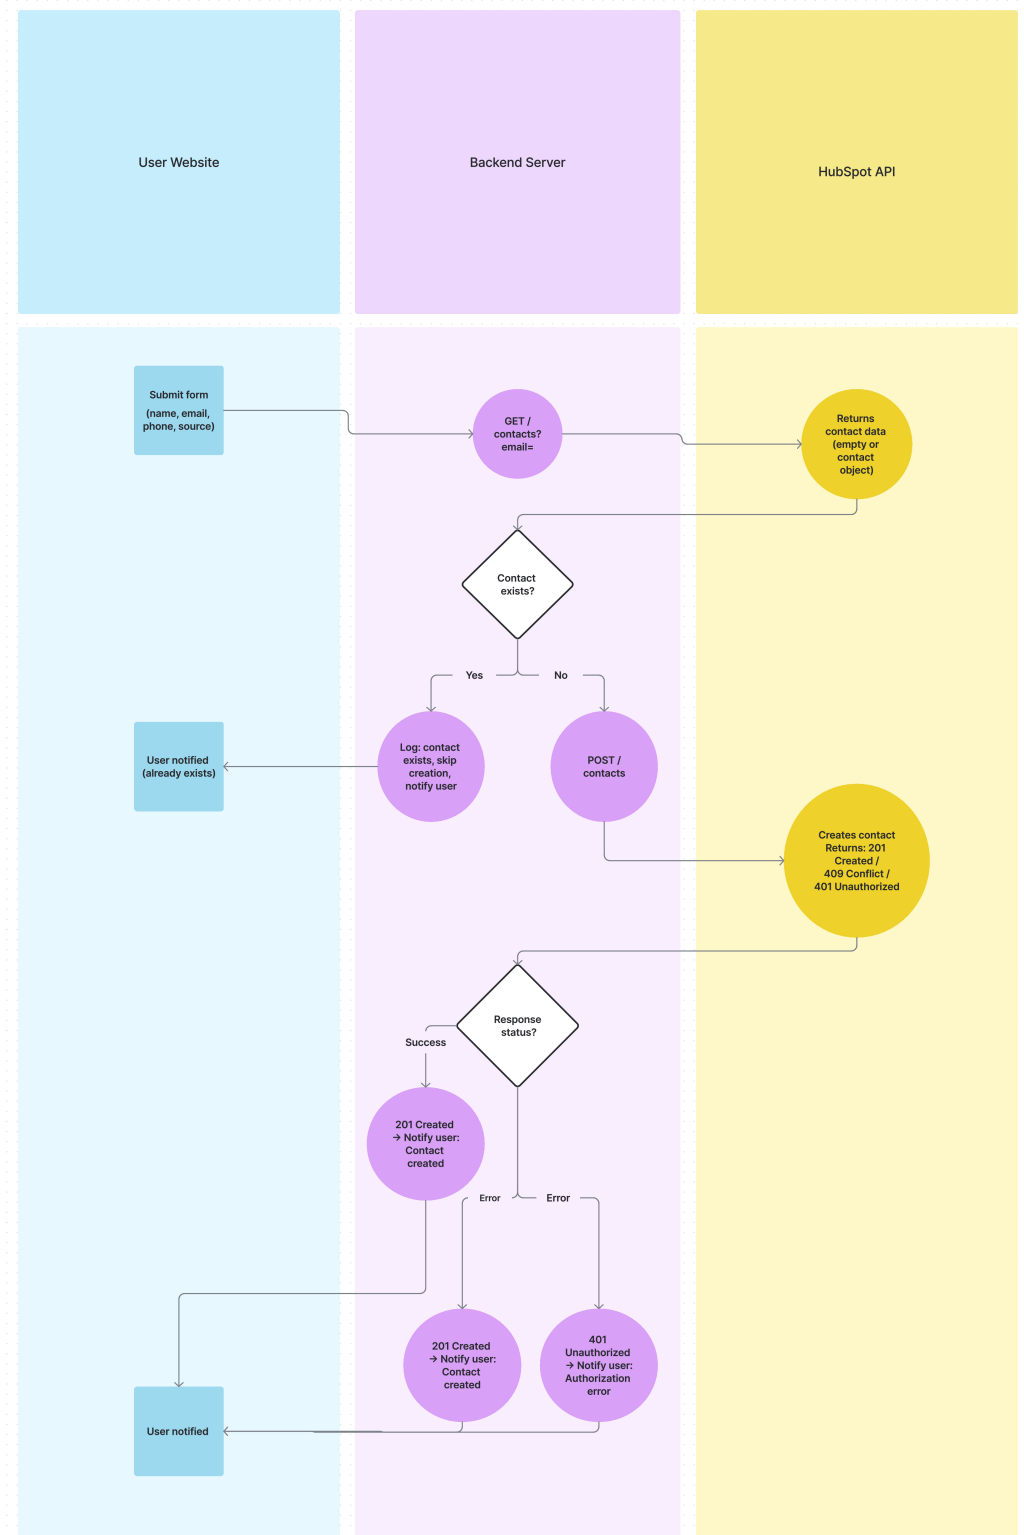 User Website
Backend Server
HubSpot API
Submit form
(name, email,
phone, source)
GET /
contacts?
email=
Returns
contact data
(empty or
contact
object)
Contact
exists?
Yes
No
User notified
(already exists)
Log: contact
exists, skip
creation,
notify user
POST /
contacts
Creates contact
Returns: 201
Created /
409 Conflict /
401 Unauthorized
Response
status?
Success
201 Created
→ Notify user:
Contact
created
Error
Error
201 Created
→ Notify user:
Contact
created
401
Unauthorized
→ Notify user:
Authorization
error
User notified